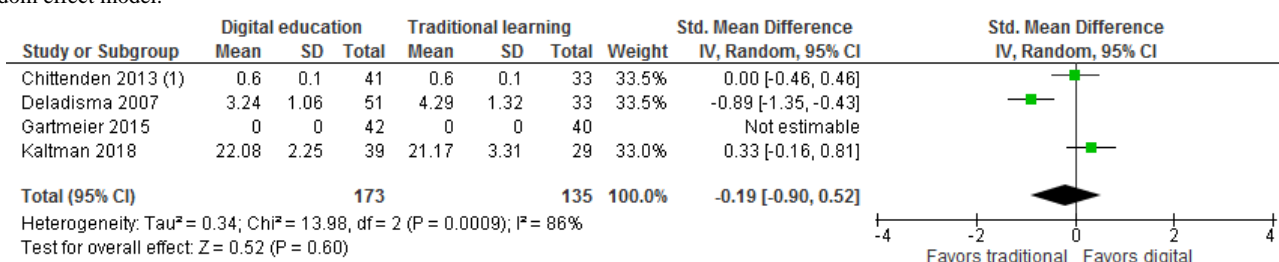 random effect model.
Digital education Traditional learning Std. Mean Difference Std. Mean Difference
Study or Subgroup Mean SD Total Mean SD Total Weight IV, Random, 95% CI IV, Random, 95% CI
Chittenden 2013 (1) 0.6 0.1 41 0.6 0.1 33 33.5% 0.00 [-0.46, 0.46]
Deladisma 2007 3.24 1.06 51 4.29 1.32 33 33.5% -0.89 [-1.35, -0.43]
Gartmeier 2015 0 0 42 0 0 40 Not estimable
Kaltman 2018 22.08 2.25 39 21.17 3.31 29 33.0% 0.33 [-0.16, 0.81]
Total (95% CI) 173 135 100.0% -0.19 [-0.90, 0.52]
Heterogeneity: Tau² = 0.34; Chi² = 13.98, df = 2 (P = 0.0009); I² = 86%
Test for overall effect: Z = 0.52 (P = 0.60)
-4 -2 0 2 4
Favors traditional Favors digital